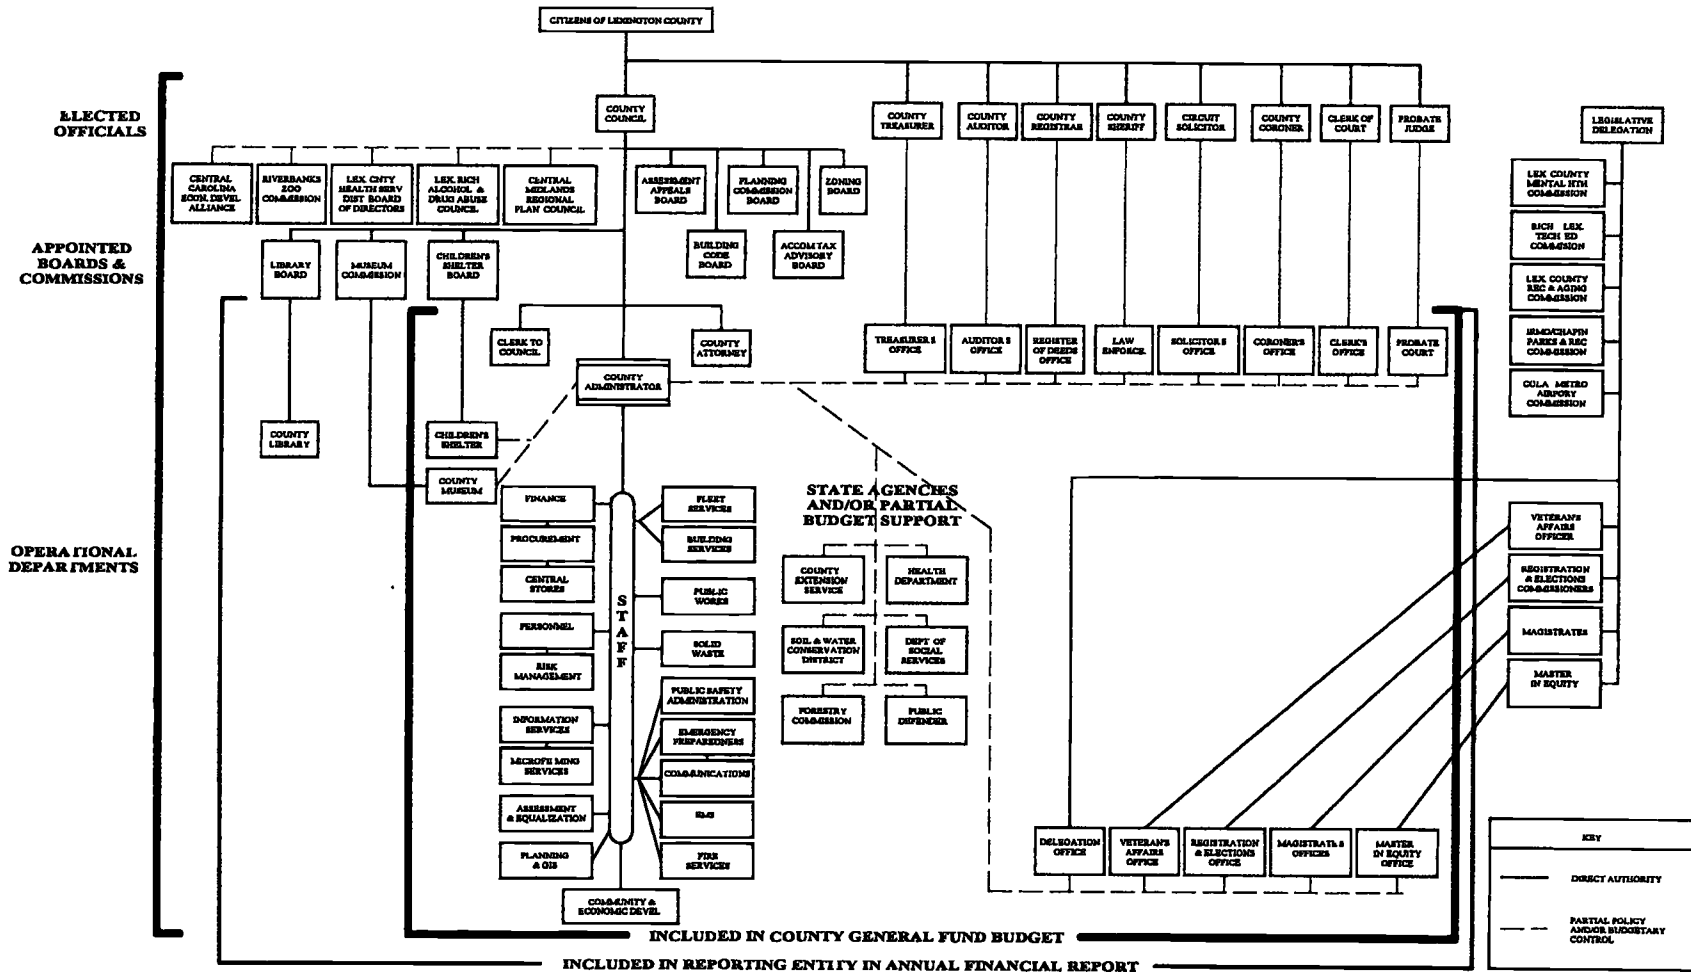 CITIZENS OF LEXINGTON COUNTY
ELECTED
OFFICIALS
COUNTY
COUNCIL
COUNTY
TREASURER
COUNTY
AUDITOR
COUNTY
REGISTRAR
COUNTY
SHERIFF
CIRCUIT
SOLICITOR
COUNTY
CORONER
CLERK OF
COURT
PROBATE
JUDGE
LEGISLATIVE
DELEGATION
CENTRAL
CAROLINA
ECON. DEVEL
ALLIANCE
RIVERBANKS
ZOO
COMMISSION
LEX. CNTY
HEALTH SERV
DIST BOARD
OF DIRECTORS
LEX. RICH
ALCOHOL &
DRUG ABUSE
COUNCIL
CENTRAL
MIDLANDS
REGIONAL
PLAN COUNCIL
ASSESSMENT
APPEALS
BOARD
PLANNING
COMMISSION
BOARD
ZONING
BOARD
LEX. COUNTY
MENTAL HTH
COMMISSION
RICH LEX.
TECH ED
COMMISION
LEX. COUNTY
REC & AGING
COMMISSION
IRMO/CHAPIN
PARKS & REC
COMMISSION
COLA METRO
AIRPORY
COMMISSION
APPOINTED
BOARDS &
COMMISSIONS
LIBRARY
BOARD
MUSEUM
COMMISSION
CHILDREN'S
SHELTER
BOARD
BUILDING
CODE
BOARD
ACCOM TAX
ADVISORY
BOARD
CLERK TO
COUNCIL
COUNTY
ATTORNEY
COUNTY
ADMINISTRATOR
TREASURER S
OFFICE
AUDITOR S
OFFICE
REGISTER
OF DEEDS
OFFICE
LAW
ENFORCE.
SOLICITOR S
OFFICE
CORONER'S
OFFICE
CLERK'S
OFFICE
PROBATE
COURT
COUNTY
LIBRARY
CHILDREN'S
SHELTER
COUNTY
MUSEUM
OPERATIONAL
DEPARTMENTS
FINANCE
PROCUREMENT
CENTRAL
STORES
PERSONNEL
RISK
MANAGEMENT
INFORMATION
SERVICES
MICROFILMING
SERVICES
ASSESSMENT
& EQUALIZATION
PLANNING
& GIS
STAFF
FLEET
SERVICES
BUILDING
SERVICES
PUBLIC
WORKS
SOLID
WASTE
PUBLIC SAFETY
ADMINISTRATION
EMERGENCY
PREPAREDNERS
COMMUNICATIONS
EMS
FIRE
SERVICES
COMMUNITY &
ECONOMIC DEVEL
STATE AGENCIES
AND/OR PARTIAL
BUDGET SUPPORT
COUNTY
EXTENSION
SERVICE
HEALTH
DEPARTMENT
SOIL & WATER
CONSERVATION
DISTRICT
DEPT OF
SOCIAL
SERVICES
FORESTRY
COMMISSION
PUBLIC
DEFENDER
VETERAN'S
AFFAIRS
OFFICER
REGISTRATION
& ELECTIONS
COMMISSIONERS
MAGISTRATES
MASTER
IN EQUITY
DELEGATION
OFFICE
VETERAN'S
AFFAIRS
OFFICE
REGISTRATION
& ELECTIONS
OFFICE
MAGISTRATE S
OFFICES
MASTER
IN EQUITY
OFFICE
KEY
DIRECT AUTHORITY
PARTIAL POLICY
AND/OR BUDGETARY
CONTROL
INCLUDED IN COUNTY GENERAL FUND BUDGET
INCLUDED IN REPORTING ENTITY IN ANNUAL FINANCIAL REPORT